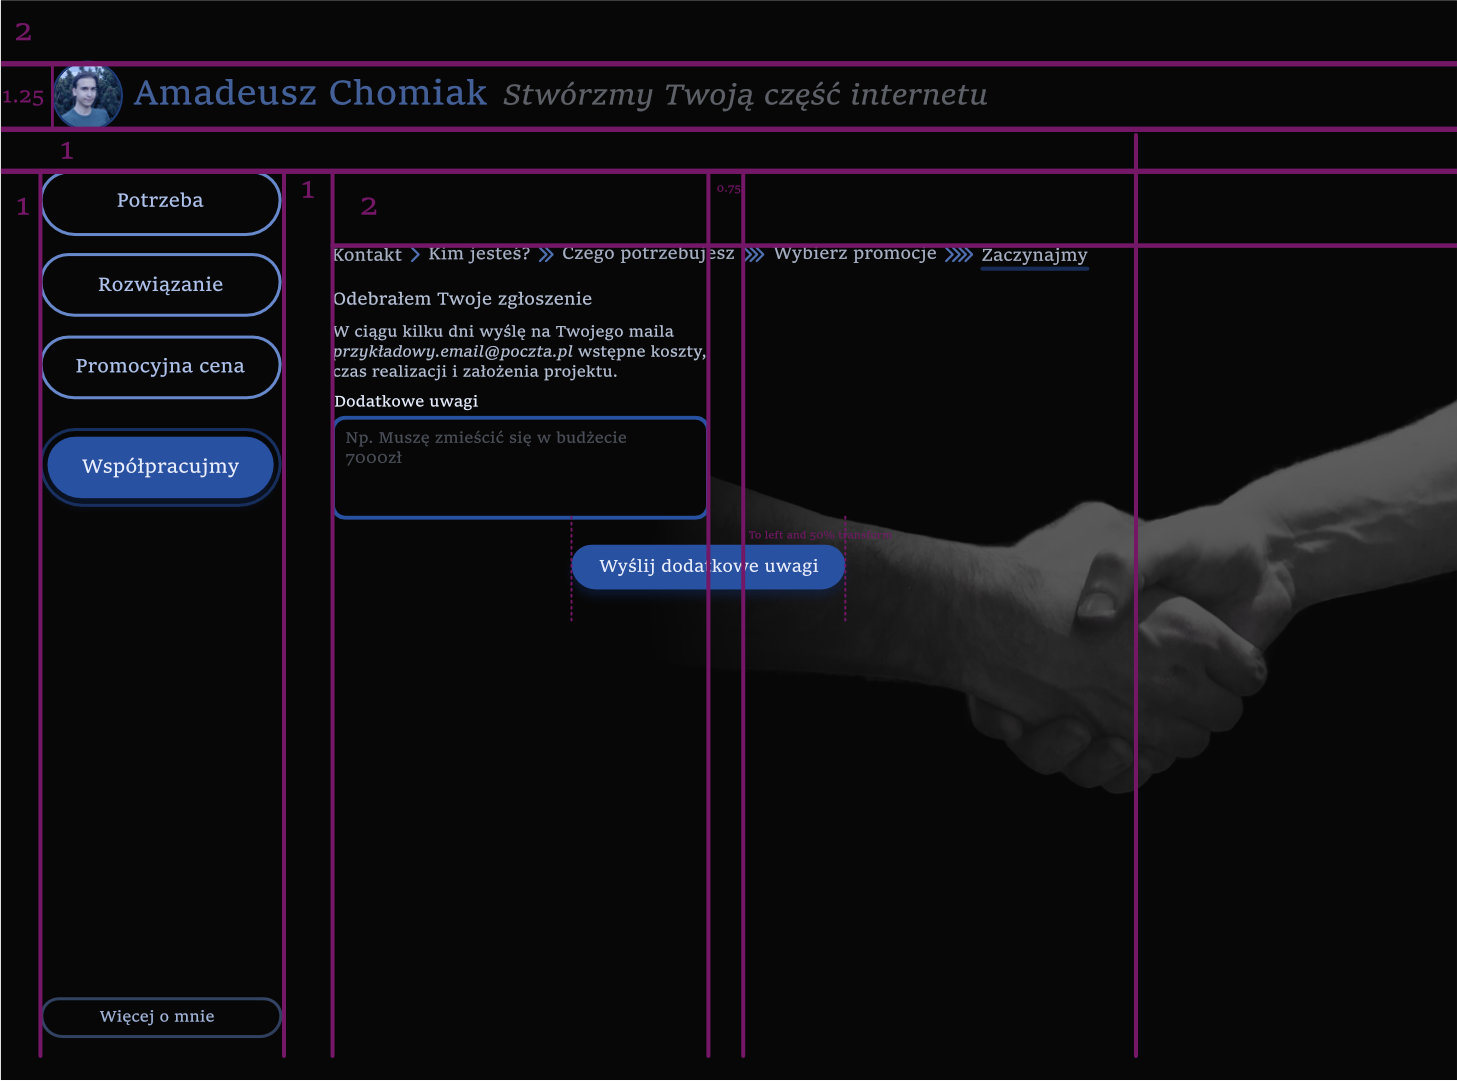 2
1.25
Amadeusz Chomiak Stwórzmy Twoją część internetu
1
1
Potrzeba
1
2
0.75
Rozwiązanie
Promocyjna cena
Współpracujmy
Więcej o mnie
Kontakt Kim jesteś? Czego potrzebujesz Wybierz promocje Zaczynajmy
Odebrałem Twoje zgłoszenie
W ciągu kilku dni wyślę na Twojego maila
przykładowy.email@poczta.pl wstępne koszty,
czas realizacji i założenia projektu.
Dodatkowe uwagi
Np. Muszę zmieścić się w budżecie
7000zł
To left and 50%
Wyślij dodatkowe uwagi